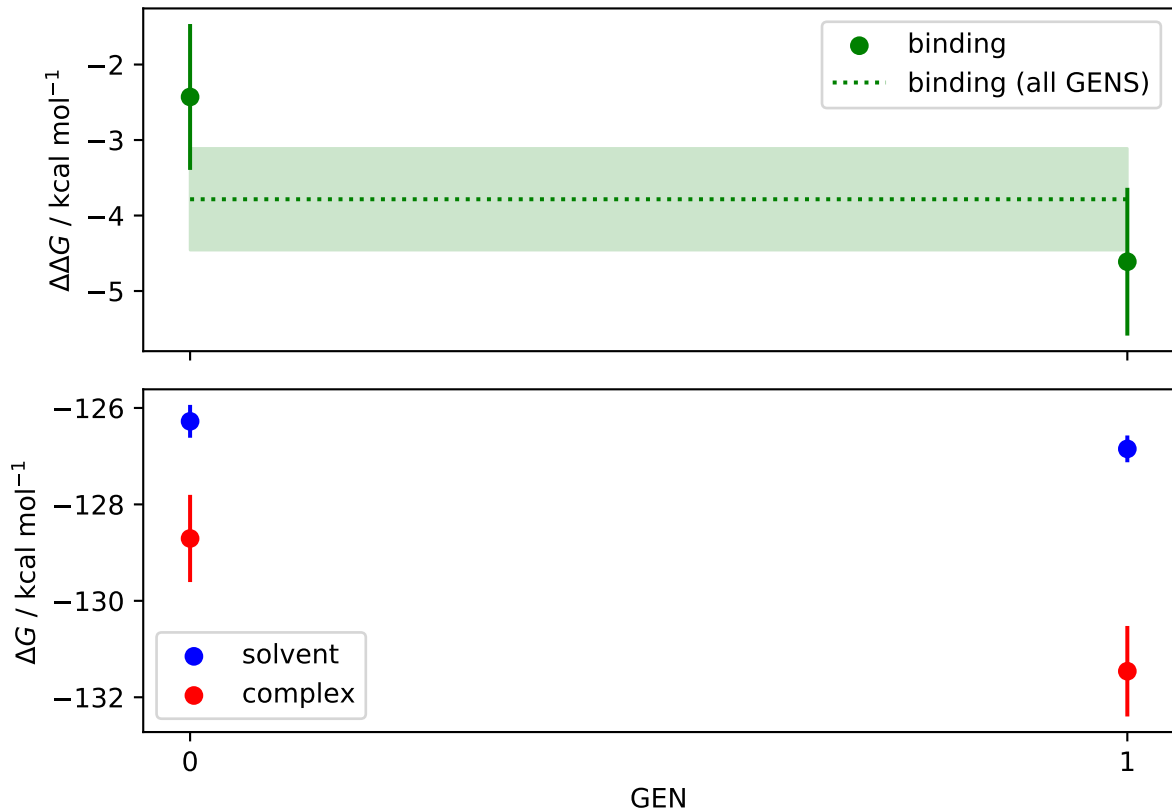 ΔΔG / kcal mol⁻¹
−2
−3
−4
−5
binding
binding (all GENS)
ΔG / kcal mol⁻¹
−126
−128
−130
−132
solvent
complex
0
1
GEN